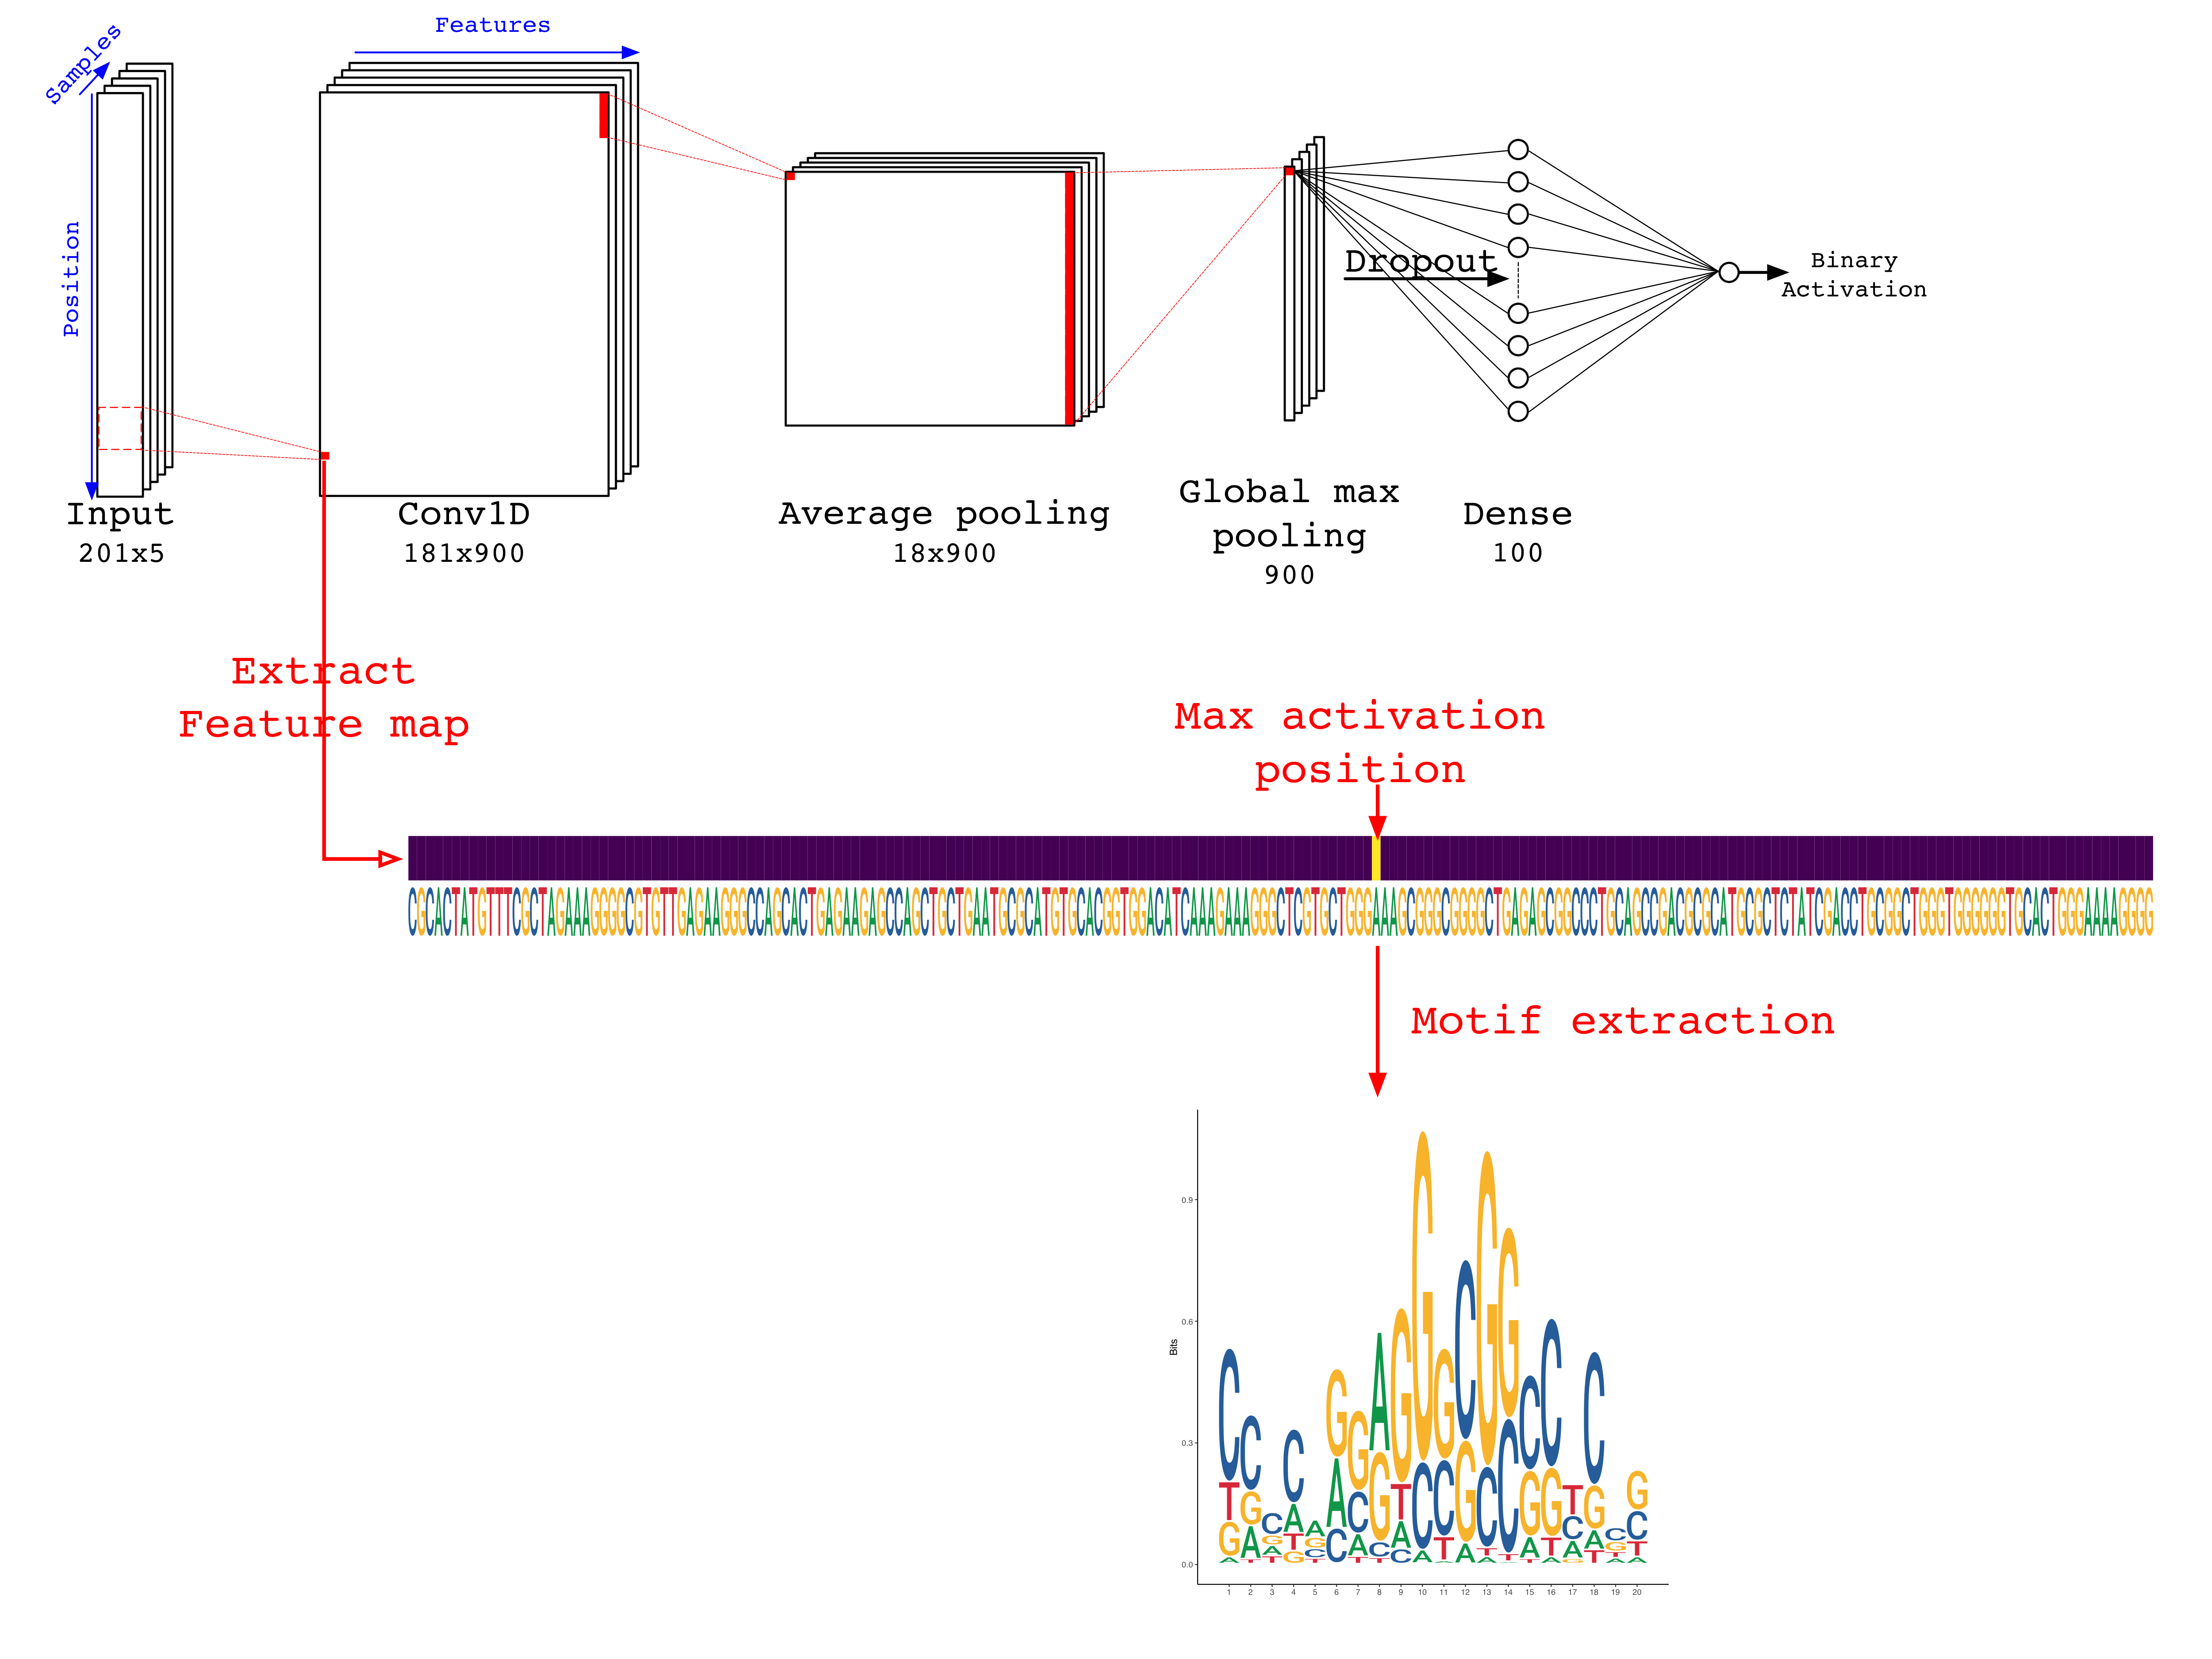 Features
Samples
Position
Dropout
Binary
Activation
Input
201x5
Conv1D
181x900
Average pooling
18x900
Global max
pooling
900
Dense
100
Extract
Feature map
Max activation
position
CGCACTATGTTTCGCTAGAAAGGGGCGTGTTGAGAAGGGCCAGCACTGAGAAGAGCCAGCTGCTGAATGCGCATGTGCACGGTGGACATCAAAGAAAGGGCTCGTGCTGGGAAAGCGGGCGGGGCTGAGAGCGGCCCTGCAGCCGACGCGCATGCGCTCTATCGACCTGCGGCTGGGTGGGGGGTGCACTGGGAAAAGGGG
Motif extraction
Bits
0.9
0.6
0.3
0.0
CCCCAGGAGGGCGGCCTCCG
1 2 3 4 5 6 7 8 9 10 11 12 13 14 15 16 17 18 19 20